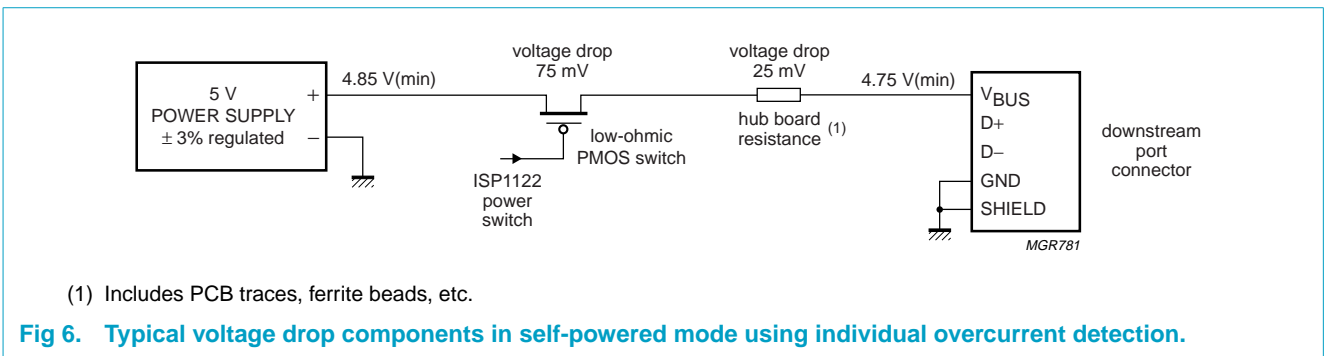 5 V
POWER SUPPLY
± 3% regulated
+
−
4.85 V(min)
voltage drop
75 mV
low-ohmic
PMOS switch
ISP1122
power
switch
voltage drop
25 mV
hub board
resistance (1)
4.75 V(min)
VBUS
D+
D−
GND
SHIELD
downstream
port
connector
MGR781
(1) Includes PCB traces, ferrite beads, etc.
Fig 6. Typical voltage drop components in self-powered mode using individual overcurrent detection.